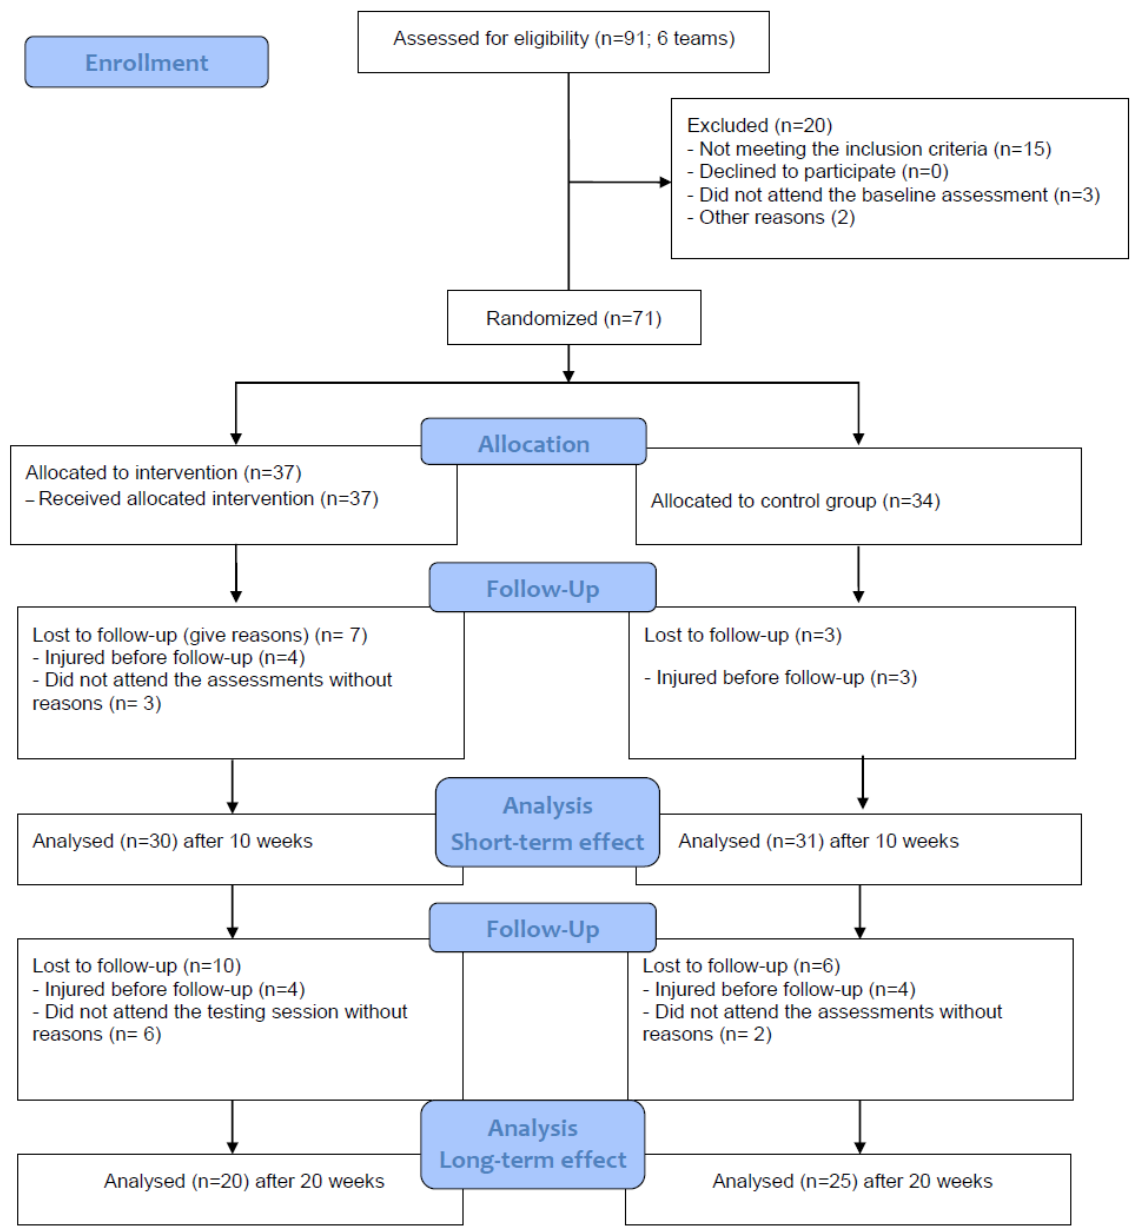 Assessed for eligibility (n=91; 6 teams)
Enrollment
Excluded (n=20)
- Not meeting the inclusion criteria (n=15)
- Declined to participate (n=0)
- Did not attend the baseline assessment (n=3)
- Other reasons (2)
Randomized (n=71)
Allocation
Allocated to intervention (n=37)
– Received allocated intervention (n=37)
Allocated to control group (n=34)
Follow-Up
Lost to follow-up (give reasons) (n= 7)
- Injured before follow-up (n=4)
- Did not attend the assessments without
reasons (n= 3)
Lost to follow-up (n=3)
- Injured before follow-up (n=3)
Analysis
Short-term effect
Analysed (n=30) after 10 weeks
Analysed (n=31) after 10 weeks
Follow-Up
Lost to follow-up (n=10)
- Injured before follow-up (n=4)
- Did not attend the testing session without
reasons (n= 6)
Lost to follow-up (n=6)
- Injured before follow-up (n=4)
- Did not attend the assessments without
reasons (n= 2)
Analysis
Long-term effect
Analysed (n=20) after 20 weeks
Analysed (n=25) after 20 weeks